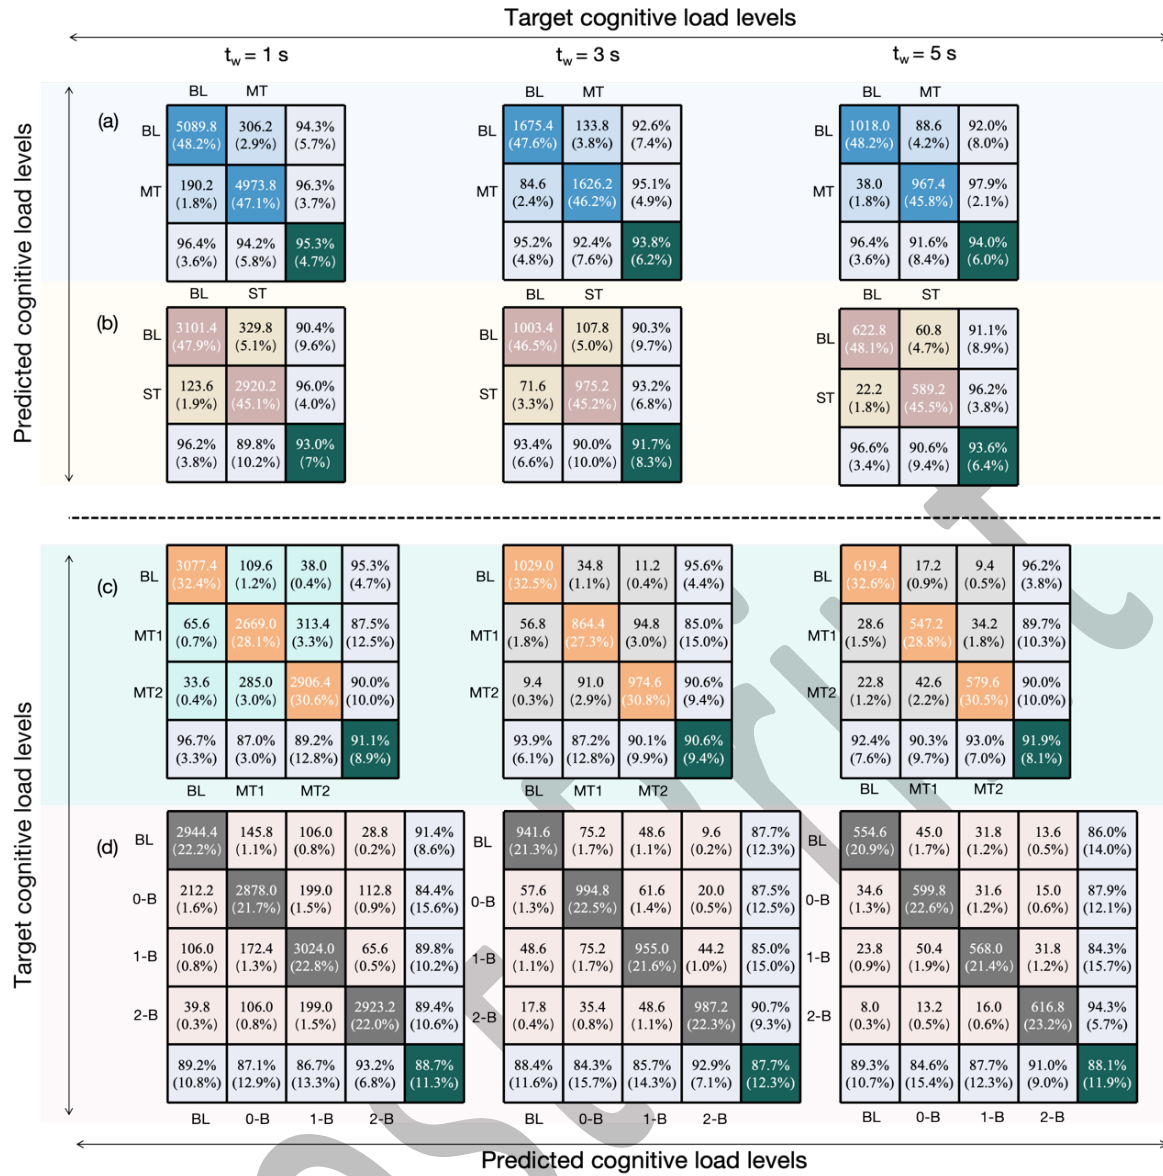 Target cognitive load levels
t_w = 1 s t_w = 3 s t_w = 5 s
Predicted cognitive load levels
BL MT BL MT BL MT
(a)
BL 5089.8 306.2 94.3% BL 1675.4 133.8 92.6% BL 1018.0 88.6 92.0%
(48.2%) (2.9%) (5.7%) (47.6%) (3.8%) (7.4%) (48.2%) (4.2%) (8.0%)
MT 190.2 4973.8 96.3% MT 84.6 1626.2 95.1% MT 38.0 967.4 97.9%
(1.8%) (47.1%) (3.7%) (2.4%) (46.2%) (4.9%) (1.8%) (45.8%) (2.1%)
96.4% 94.2% 95.3% 95.2% 92.4% 93.8% 96.4% 91.6% 94.0%
(3.6%) (5.8%) (4.7%) (4.8%) (7.6%) (6.2%) (3.6%) (8.4%) (6.0%)
BL ST BL ST BL ST
(b)
BL 3101.4 329.8 90.4% BL 1003.4 107.8 90.3% BL 622.8 60.8 91.1%
(47.9%) (5.1%) (9.6%) (46.5%) (5.0%) (9.7%) (48.1%) (4.7%) (8.9%)
ST 123.6 2920.2 96.0% ST 71.6 975.2 93.2% ST 22.2 589.2 96.2%
(1.9%) (45.1%) (4.0%) (3.3%) (45.2%) (6.8%) (1.8%) (45.5%) (3.8%)
96.2% 89.8% 93.0% 93.4% 90.0% 91.7% 96.6% 90.6% 93.6%
(3.8%) (10.2%) (7%) (6.6%) (10.0%) (8.3%) (3.4%) (9.4%) (6.4%)
Target cognitive load levels
(c)
BL 3077.4 109.6 38.0 95.3% BL 1029.0 34.8 11.2 95.6% BL 619.4 17.2 9.4 96.2%
(32.4%) (1.2%) (0.4%) (4.7%) (32.5%) (1.1%) (0.4%) (4.4%) (32.6%) (0.9%) (0.5%) (3.8%)
MT1 65.6 2669.0 313.4 87.5% MT1 56.8 864.4 94.8 85.0% MT1 28.6 547.2 34.2 89.7%
(0.7%) (28.1%) (3.3%) (12.5%) (1.8%) (27.3%) (3.0%) (15.0%) (1.5%) (28.8%) (1.8%) (10.3%)
MT2 33.6 285.0 2906.4 90.0% MT2 9.4 91.0 974.6 90.6% MT2 22.8 42.6 579.6 90.0%
(0.4%) (3.0%) (30.6%) (10.0%) (0.3%) (2.9%) (30.8%) (9.4%) (1.2%) (2.2%) (30.5%) (10.0%)
96.7% 87.0% 89.2% 91.1% 93.9% 87.2% 90.1% 90.6% 92.4% 90.3% 93.0% 91.9%
(3.3%) (3.0%) (12.8%) (8.9%) (6.1%) (12.8%) (9.9%) (9.4%) (7.6%) (9.7%) (7.0%) (8.1%)
BL MT1 MT2 BL MT1 MT2 BL MT1 MT2
(d)
BL 2944.4 145.8 106.0 28.8 91.4% BL 941.6 75.2 48.6 9.6 87.7% BL 554.6 45.0 31.8 13.6 86.0%
(22.2%) (1.1%) (0.8%) (0.2%) (8.6%) (21.3%) (1.7%) (1.1%) (0.2%) (12.3%) (20.9%) (1.7%) (1.2%) (0.5%) (14.0%)
0-B 212.2 2878.0 199.0 112.8 84.4% 0-B 57.6 994.8 61.6 20.0 87.5% 0-B 34.6 599.8 31.6 15.0 87.9%
(1.6%) (21.7%) (1.5%) (0.9%) (15.6%) (1.3%) (22.5%) (1.4%) (0.5%) (12.5%) (1.3%) (22.6%) (1.2%) (0.6%) (12.1%)
1-B 106.0 172.4 3024.0 65.6 89.8% 1-B 48.6 75.2 955.0 44.2 85.0% 1-B 23.8 50.4 568.0 31.8 84.3%
(0.8%) (1.3%) (22.8%) (0.5%) (10.2%) (1.1%) (1.7%) (21.6%) (1.0%) (15.0%) (0.9%) (1.9%) (21.4%) (1.2%) (15.7%)
2-B 39.8 106.0 199.0 2923.2 89.4% 2-B 17.8 35.4 48.6 987.2 90.7% 2-B 8.0 13.2 16.0 616.8 94.3%
(0.3%) (0.8%) (1.5%) (22.0%) (10.6%) (0.4%) (0.8%) (1.1%) (22.3%) (9.3%) (0.3%) (0.5%) (0.6%) (23.2%) (5.7%)
89.2% 87.1% 86.7% 93.2% 88.7% 88.4% 84.3% 85.7% 92.9% 87.7% 89.3% 84.6% 87.7% 91.0% 88.1%
(10.8%) (12.9%) (13.3%) (6.8%) (11.3%) (11.6%) (15.7%) (14.3%) (7.1%) (12.3%) (10.7%) (15.4%) (12.3%) (9.0%) (11.9%)
BL 0-B 1-B 2-B BL 0-B 1-B 2-B BL 0-B 1-B 2-B
Predicted cognitive load levels